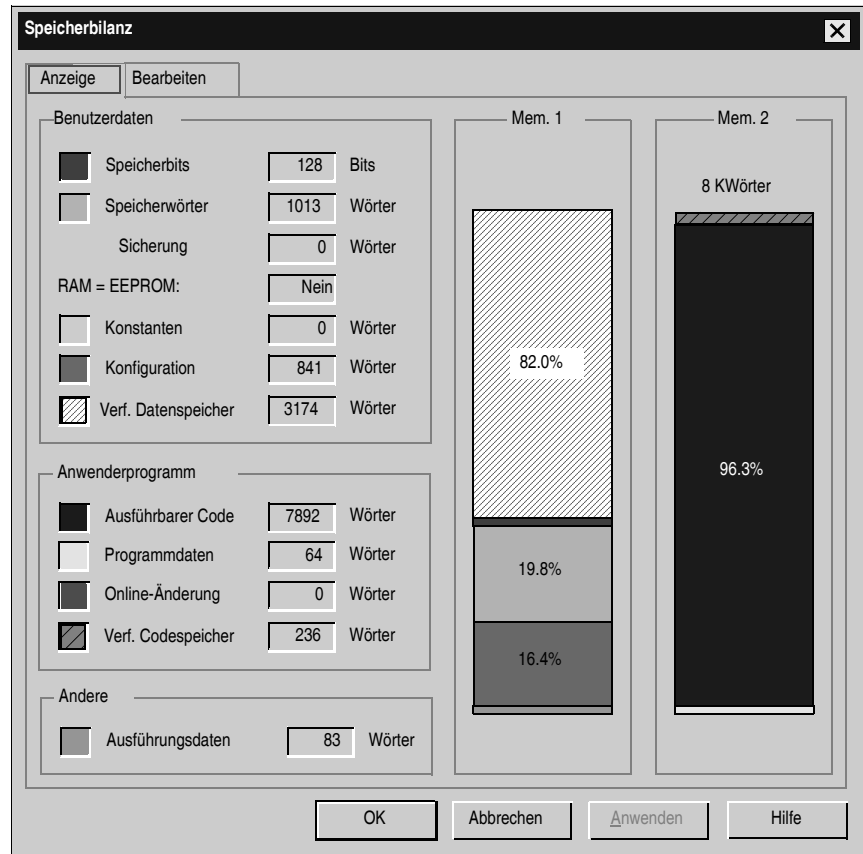 Speicherbilanz
Anzeige Bearbeiten
Benutzerdaten
Speicherbits 128 Bits
Speicherwörter 1013 Wörter
Sicherung 0 Wörter
RAM = EEPROM: Nein
Konstanten 0 Wörter
Konfiguration 841 Wörter
Verf. Datenspeicher 3174 Wörter
Anwenderprogramm
Ausführbarer Code 7892 Wörter
Programmdaten 64 Wörter
Online-Änderung 0 Wörter
Verf. Codespeicher 236 Wörter
Andere
Ausführungsdaten 83 Wörter
Mem. 1
82.0%
19.8%
16.4%
Mem. 2
8 KWörter
96.3%
OK Abbrechen Anwenden Hilfe